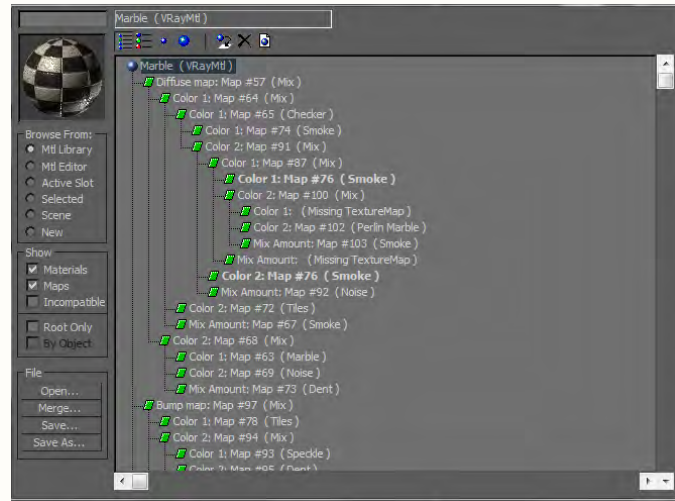 Marble ( VRayMtl )
Browse From:
Mtl Library
Mtl Editor
Active Slot
Selected
Scene
New
Show
Materials
Maps
Incompatible
Root Only
By Object
File
Open...
Merge...
Save...
Save As...
Marble ( VRayMtl )
Diffuse map: Map #57 ( Mix )
Color 1: Map #64 ( Mix )
Color 1: Map #65 ( Checker )
Color 1: Map #74 ( Smoke )
Color 2: Map #91 ( Mix )
Color 1: Map #87 ( Mix )
Color 1: Map #76 ( Smoke )
Color 2: Map #100 ( Mix )
Color 1: ( Missing TextureMap )
Color 2: Map #102 ( Perlin Marble )
Mix Amount: Map #103 ( Smoke )
Mix Amount: ( Missing TextureMap )
Color 2: Map #76 ( Smoke )
Mix Amount: Map #92 ( Noise )
Color 2: Map #72 ( Tiles )
Mix Amount: Map #67 ( Smoke )
Color 2: Map #68 ( Mix )
Color 1: Map #63 ( Marble )
Color 2: Map #69 ( Noise )
Mix Amount: Map #73 ( Dent )
Bump map: Map #97 ( Mix )
Color 1: Map #78 ( Tiles )
Color 2: Map #94 ( Mix )
Color 1: Map #93 ( Speckle )
Color 2: Map #95 ( Dent )